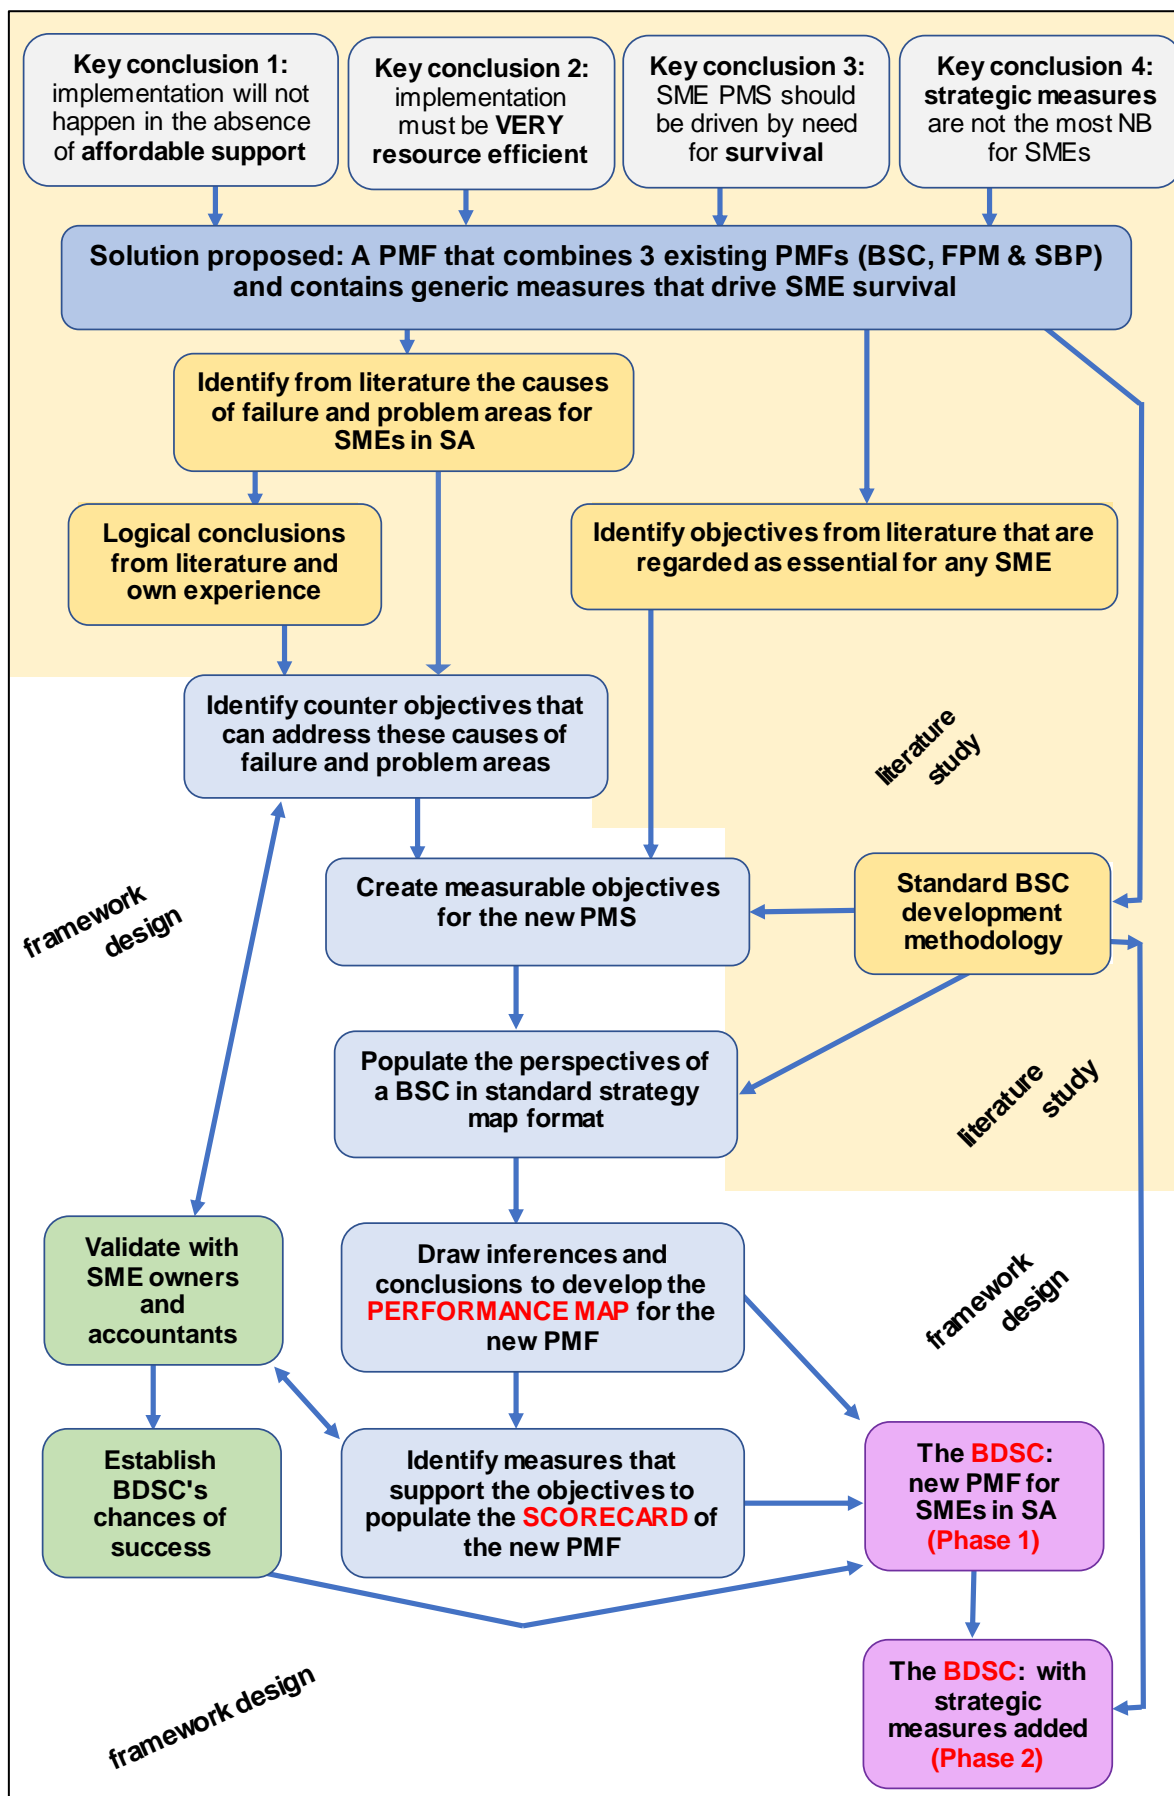 Key conclusion 1:
implementation will not
happen in the absence
of affordable support
Key conclusion 2:
implementation
must be VERY
resource efficient
Key conclusion 3:
SME PMS should
be driven by need
for survival
Key conclusion 4:
strategic measures
are not the most NB
for SMEs
Solution proposed: A PMF that combines 3 existing PMFs (BSC, FPM & SBP)
and contains generic measures that drive SME survival
Identify from literature the causes
of failure and problem areas for
SMEs in SA
Logical conclusions
from literature and
own experience
Identify objectives from literature that are
regarded as essential for any SME
Identify counter objectives that
can address these causes of
failure and problem areas
literature
study
Create measurable objectives
for the new PMS
Standard BSC
development
methodology
framework
design
Populate the perspectives of
a BSC in standard strategy
map format
literature
study
Validate with
SME owners
and
accountants
Draw inferences and
conclusions to develop the
PERFORMANCE MAP for the
new PMF
framework
design
Establish
BDSC's
chances of
success
Identify measures that
support the objectives to
populate the SCORECARD of
the new PMF
The BDSC:
new PMF for
SMEs in SA
(Phase 1)
framework design
The BDSC: with
strategic
measures added
(Phase 2)